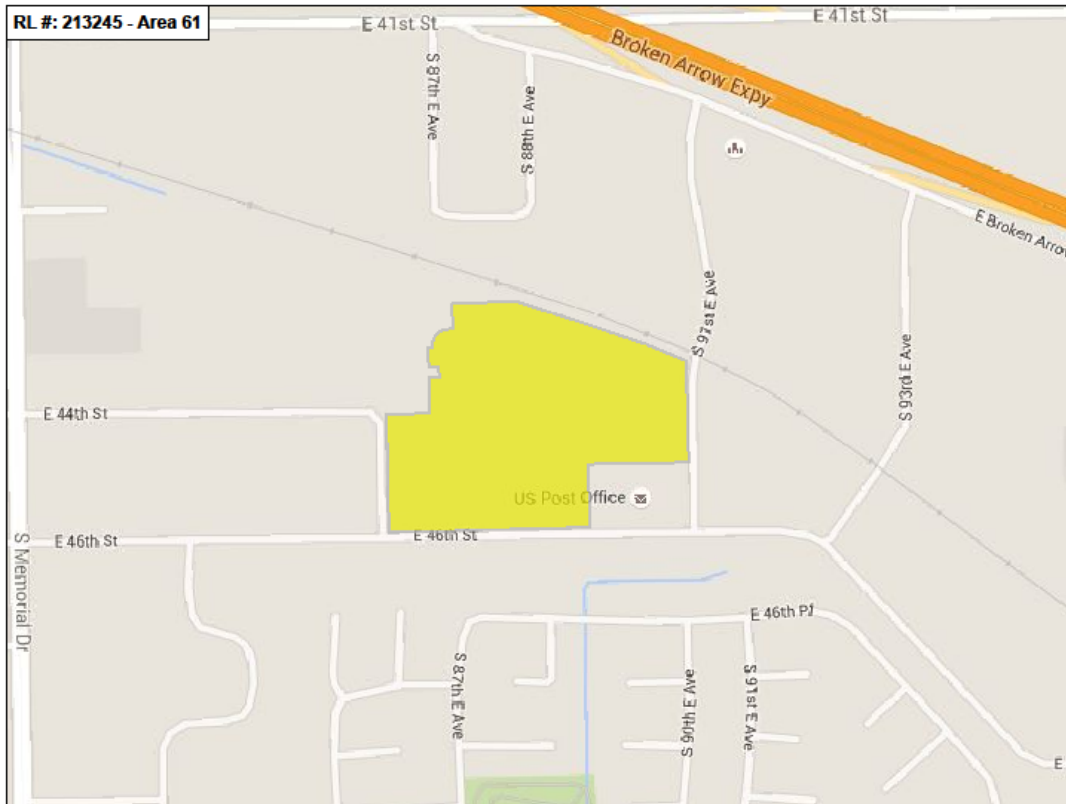 RL #: 213245 - Area 61
E 41st St
E 41st St
Broken Arrow Expy
S 87th E Ave
S 88th E Ave
E Broken Arrow
S 97st E Ave
S 93rd E Ave
E 44th St
US Post Office
E 46th St
E 46th St
S Memorial Dr
E 46th Pl
S 87th E Ave
S 90th E Ave
S 91st E Ave
E